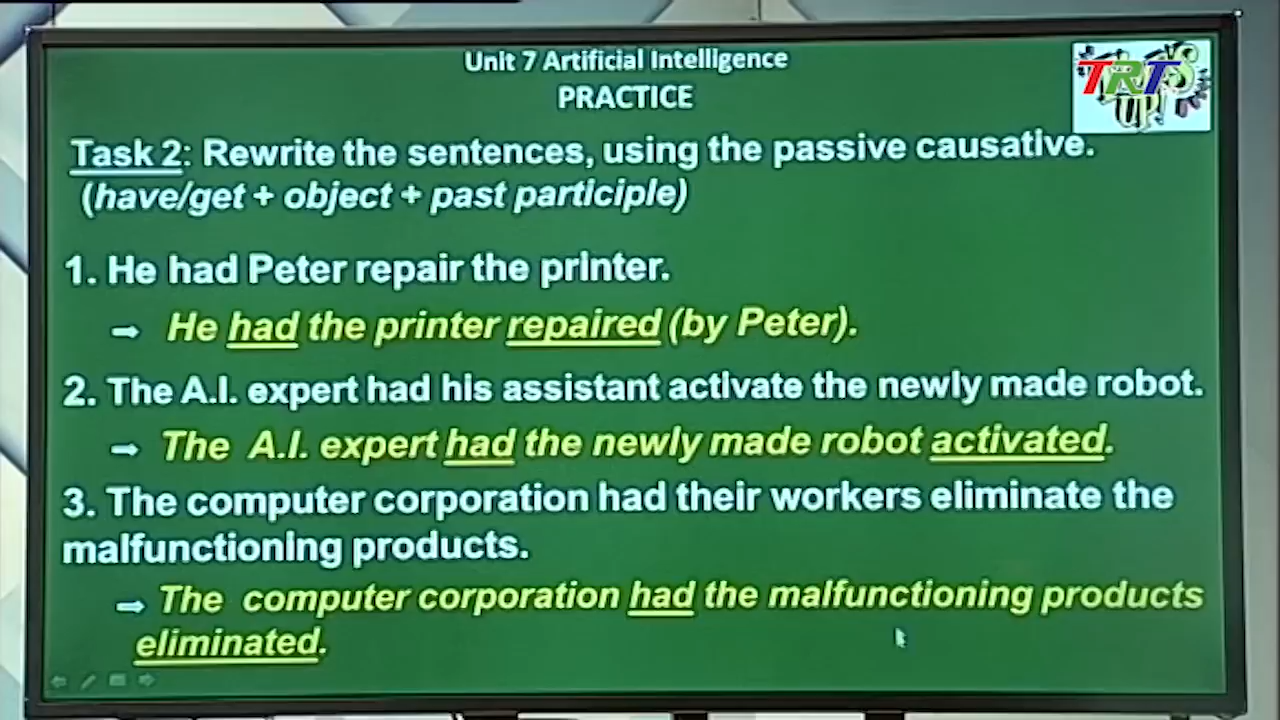 Unit 7 Artificial Intelligence
PRACTICE
TRT
UP!
Task 2: Rewrite the sentences, using the passive causative.
(have/get + object + past participle)
1. He had Peter repair the printer.
➡ He had the printer repaired (by Peter).
2. The A.I. expert had his assistant activate the newly made robot.
➡ The A.I. expert had the newly made robot activated.
3. The computer corporation had their workers eliminate the
malfunctioning products.
➡ The computer corporation had the malfunctioning products
eliminated.